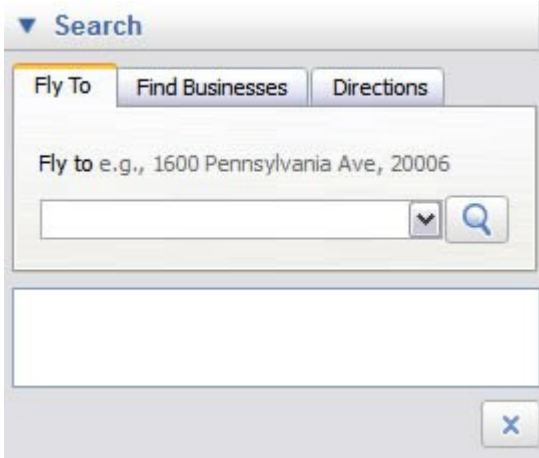 Search
Fly To Find Businesses Directions
Fly to e.g., 1600 Pennsylvania Ave, 20006